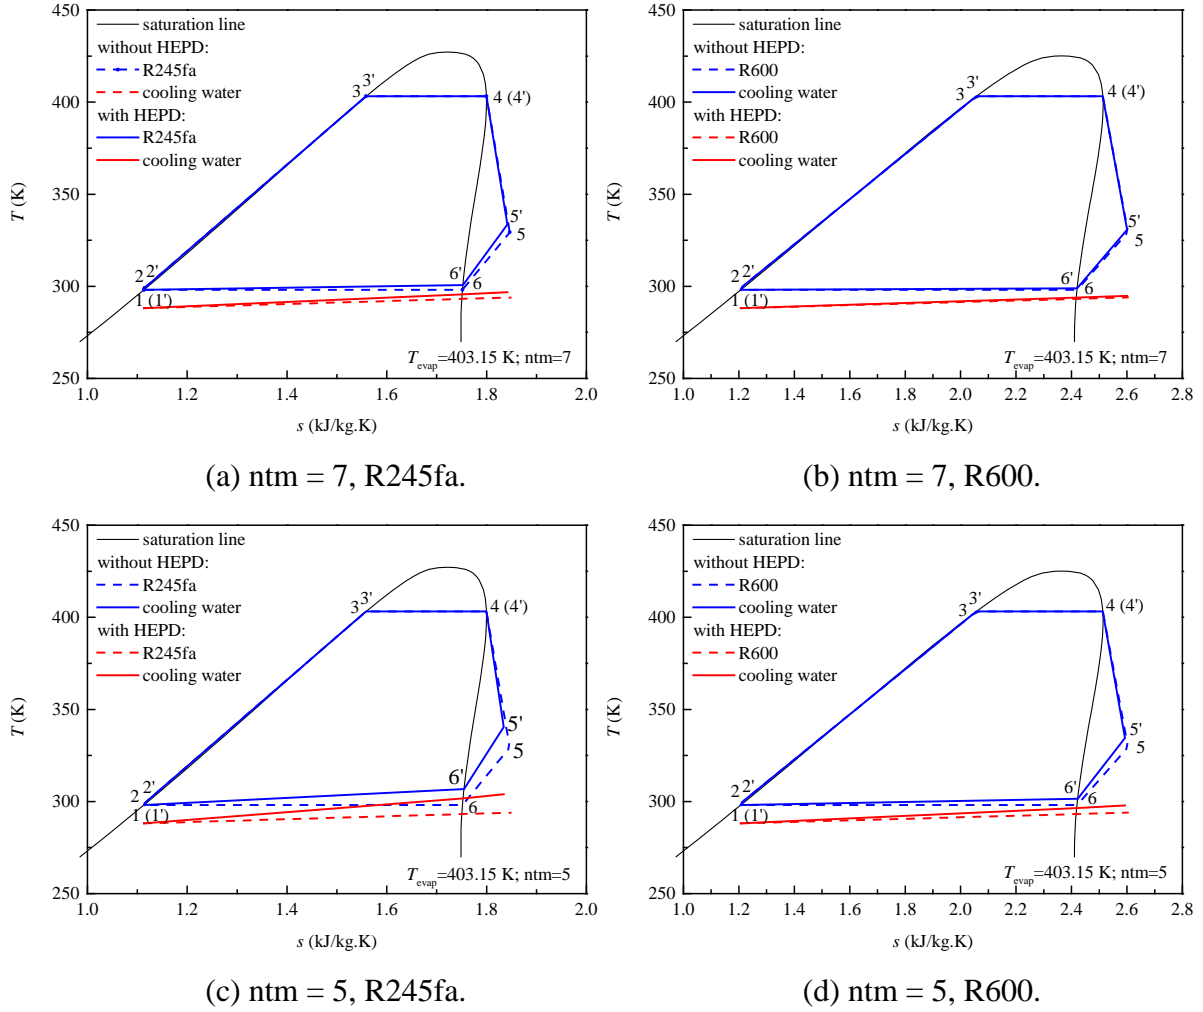 450
400
350
300
250
T (K)
saturation line
without HEPD:
R245fa
cooling water
with HEPD:
R245fa
cooling water
3 3'
4 (4')
5'
5
2 2'
6'
1 (1')
6
T_evap=403.15 K; ntm=7
1.0 1.2 1.4 1.6 1.8 2.0
s (kJ/kg.K)
(a) ntm = 7, R245fa.
450
400
350
300
250
T (K)
saturation line
without HEPD:
R600
cooling water
with HEPD:
R600
cooling water
3 3'
4 (4')
5'
5
2 2'
6'
1 (1')
6
T_evap=403.15 K; ntm=7
1.0 1.2 1.4 1.6 1.8 2.0 2.2 2.4 2.6 2.8
s (kJ/kg.K)
(b) ntm = 7, R600.
450
400
350
300
250
T (K)
saturation line
without HEPD:
R245fa
cooling water
with HEPD:
R245fa
cooling water
3 3'
4 (4')
5'
5
6'
2 2'
1 (1')
6
T_evap=403.15 K; ntm=5
1.0 1.2 1.4 1.6 1.8 2.0
s (kJ/kg.K)
(c) ntm = 5, R245fa.
450
400
350
300
250
T (K)
saturation line
without HEPD:
R600
cooling water
with HEPD:
R600
cooling water
3 3'
4 (4')
5'
5
2 2'
6'
1 (1')
6
T_evap=403.15 K; ntm=5
1.0 1.2 1.4 1.6 1.8 2.0 2.2 2.4 2.6 2.8
s (kJ/kg.K)
(d) ntm = 5, R600.